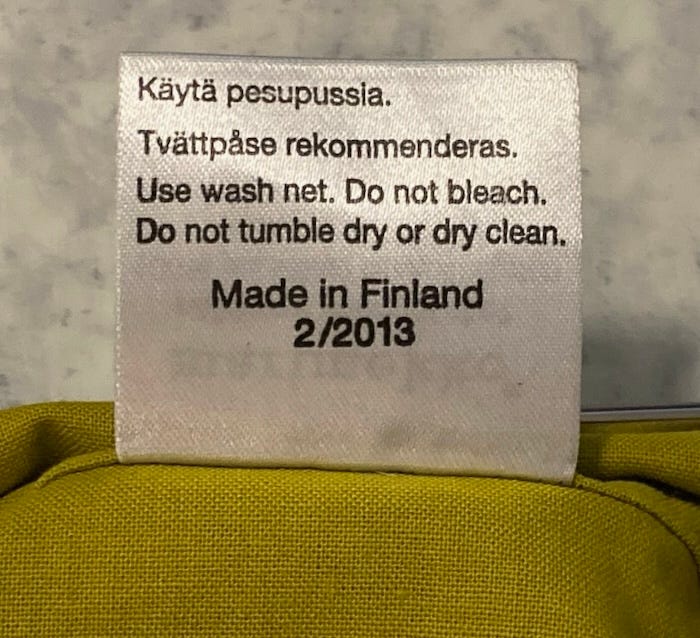 Käytä pesupussia.
Tvättpåse rekommenderas.
Use wash net. Do not bleach.
Do not tumble dry or dry clean.
Made in Finland
2/2013